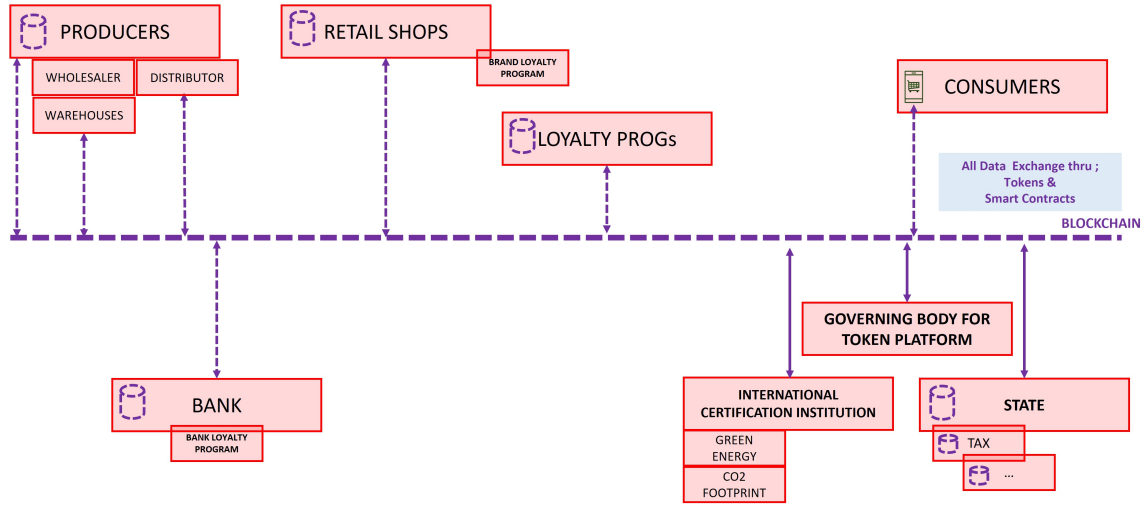 PRODUCERS
WHOLESALER
DISTRIBUTOR
WAREHOUSES
RETAIL SHOPS
BRAND LOYALTY
PROGRAM
LOYALTY PROGs
CONSUMERS
All Data Exchange thru ;
Tokens &
Smart Contracts
BLOCKCHAIN
BANK
BANK LOYALTY
PROGRAM
GOVERNING BODY FOR
TOKEN PLATFORM
INTERNATIONAL
CERTIFICATION INSTITUTION
GREEN
ENERGY
CO2
FOOTPRINT
STATE
TAX
...